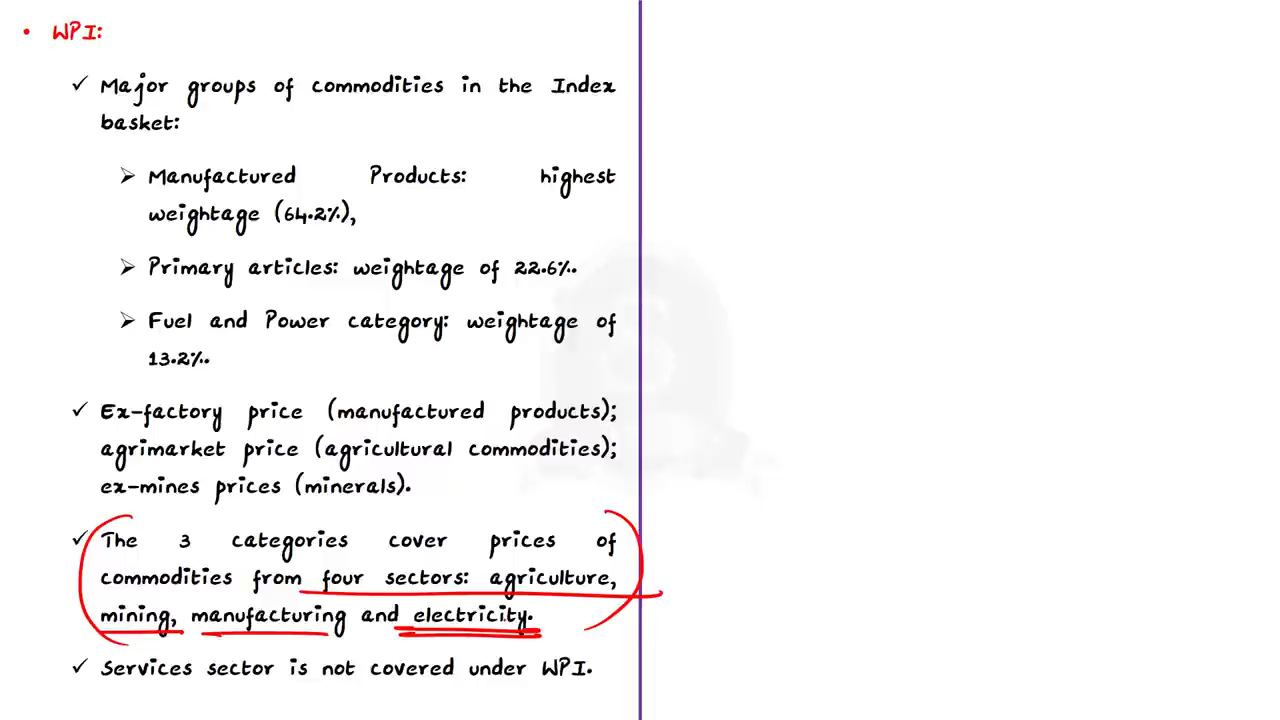 • WPI:
✓ Major groups of commodities in the Index
basket:
➢ Manufactured Products: highest
weightage (64.2%),
➢ Primary articles: weightage of 22.6%.
➢ Fuel and Power category: weightage of
13.2%.
✓ Ex-factory price (manufactured products);
agrimarket price (agricultural commodities);
ex-mines prices (minerals).
✓ The 3 categories cover prices of
commodities from four sectors: agriculture,
mining, manufacturing and electricity.
✓ Services sector is not covered under WPI.